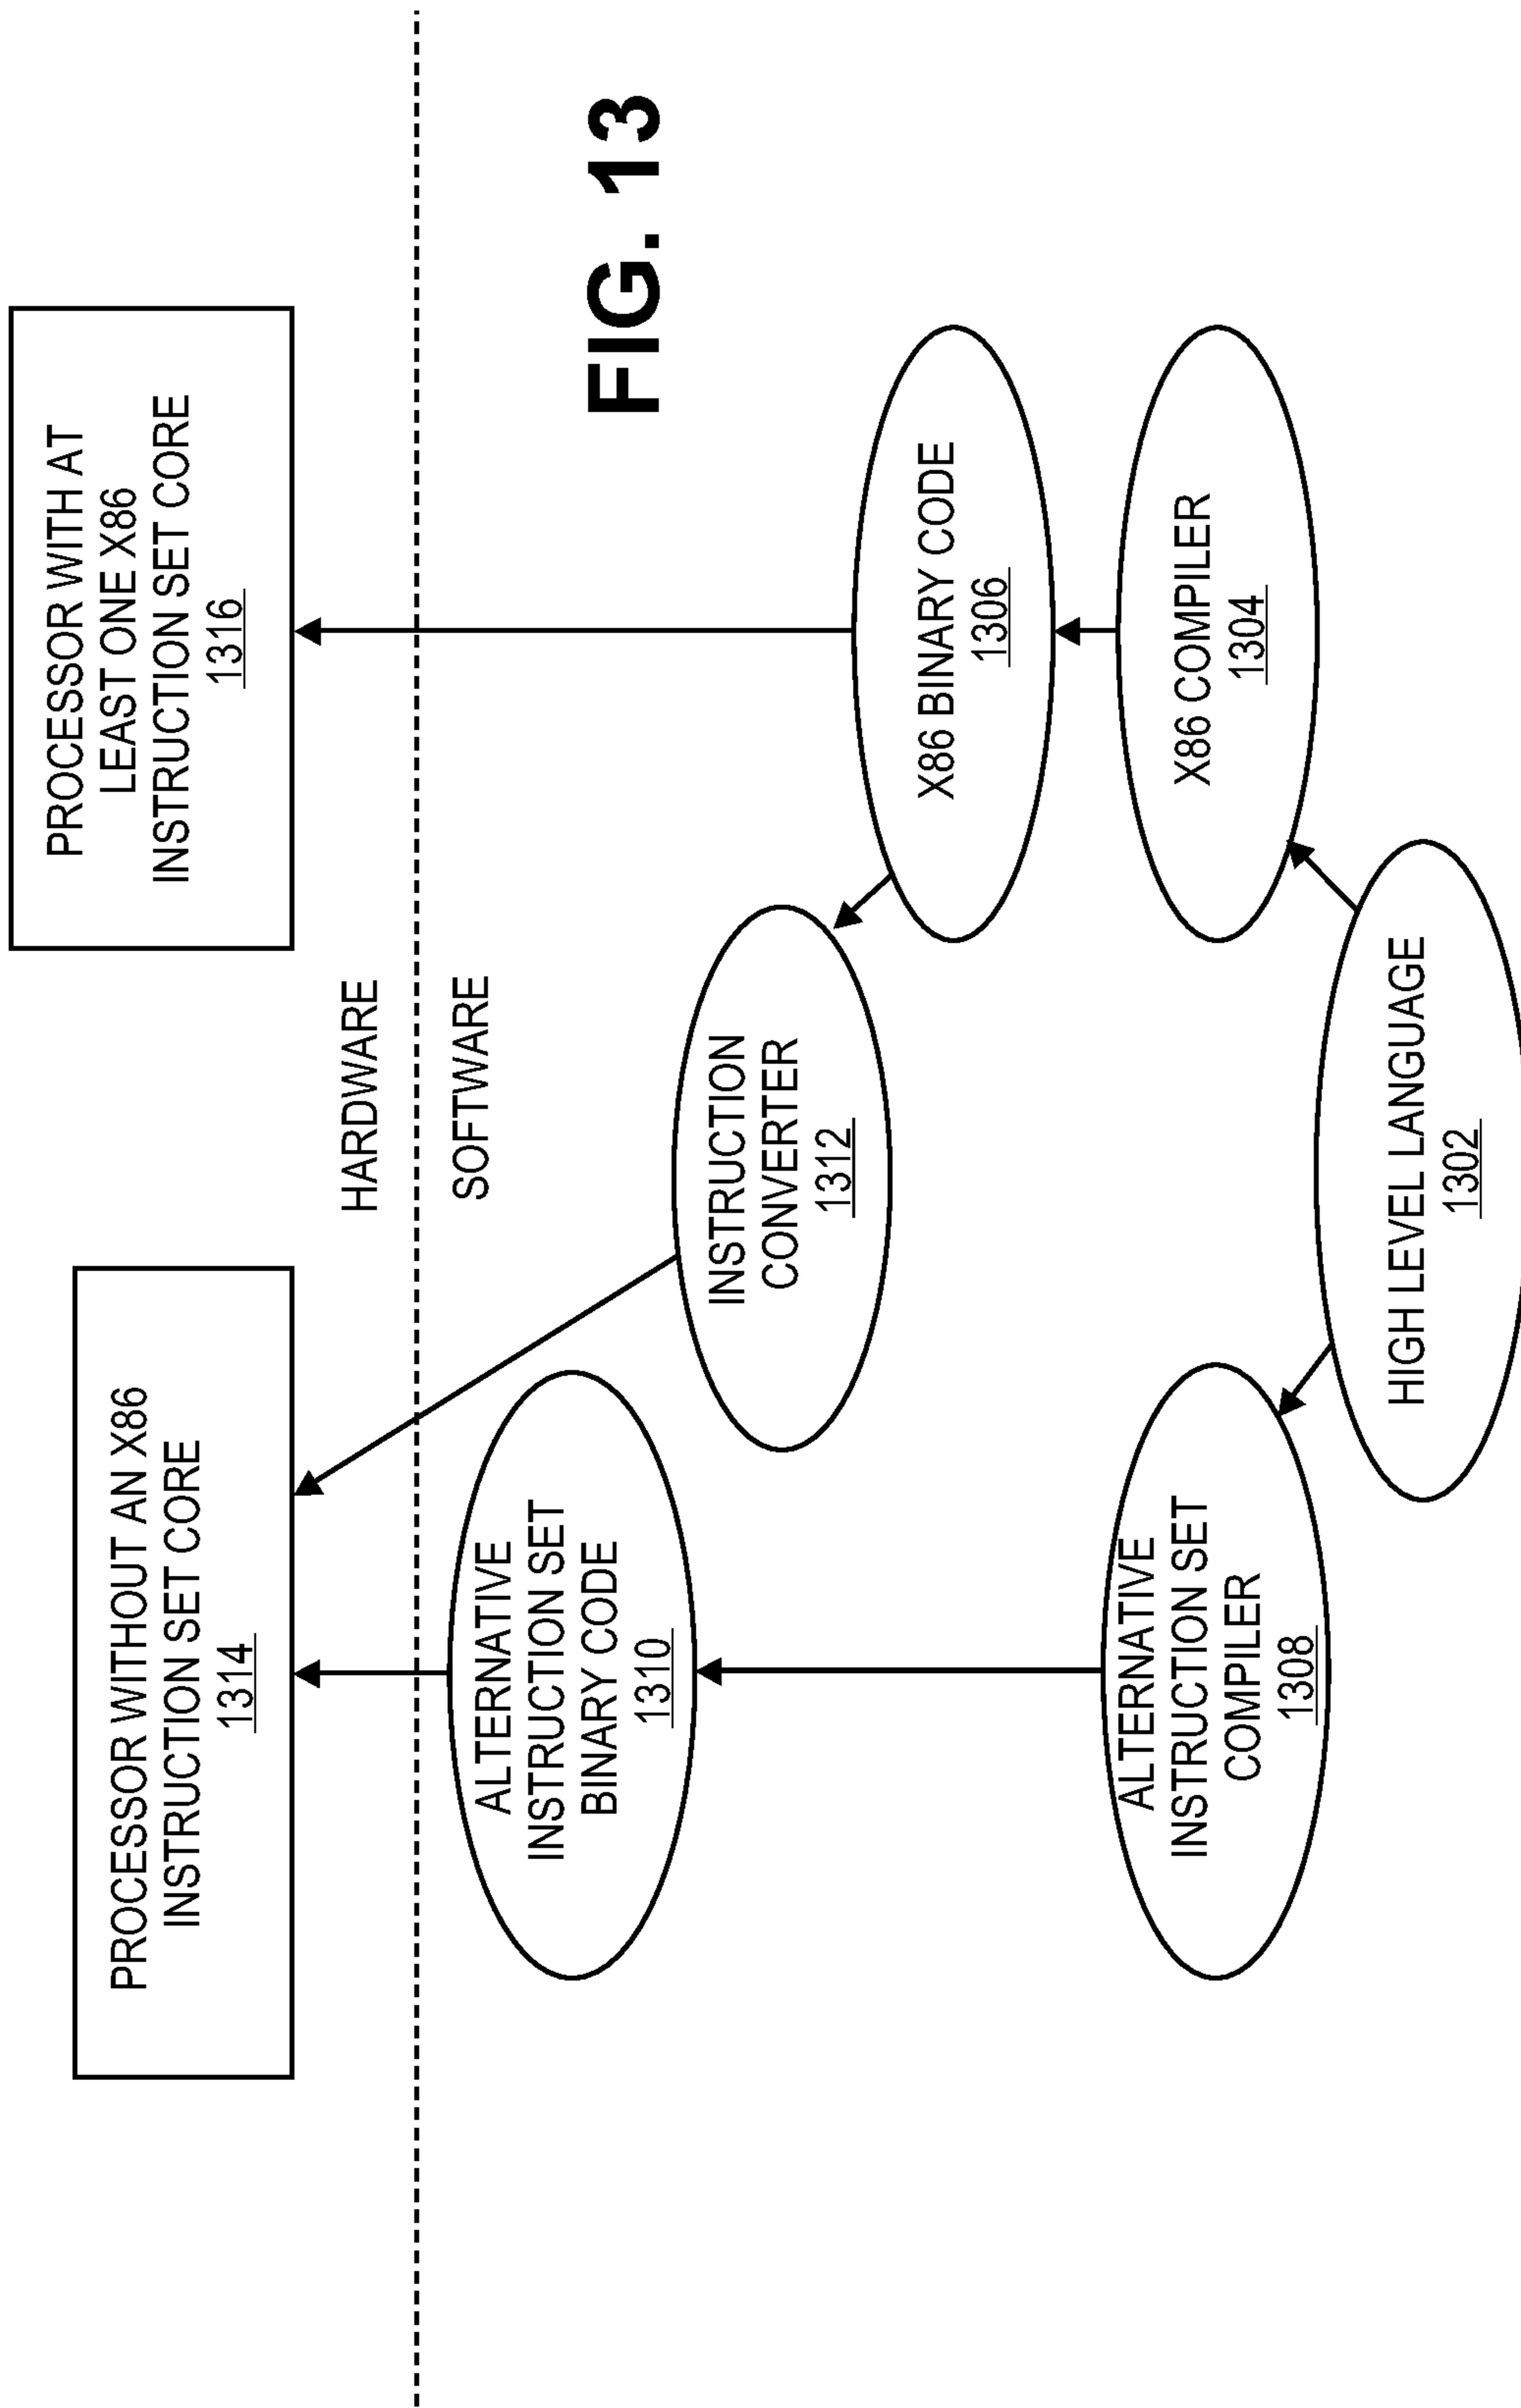 PROCESSOR WITHOUT AN X86
INSTRUCTION SET CORE
1314
PROCESSOR WITH AT
LEAST ONE X86
INSTRUCTION SET CORE
1316
HARDWARE
SOFTWARE
ALTERNATIVE
INSTRUCTION SET
BINARY CODE
1310
INSTRUCTION
CONVERTER
1312
FIG. 13
X86 BINARY CODE
1306
ALTERNATIVE
INSTRUCTION SET
COMPILER
1308
X86 COMPILER
1304
HIGH LEVEL LANGUAGE
1302